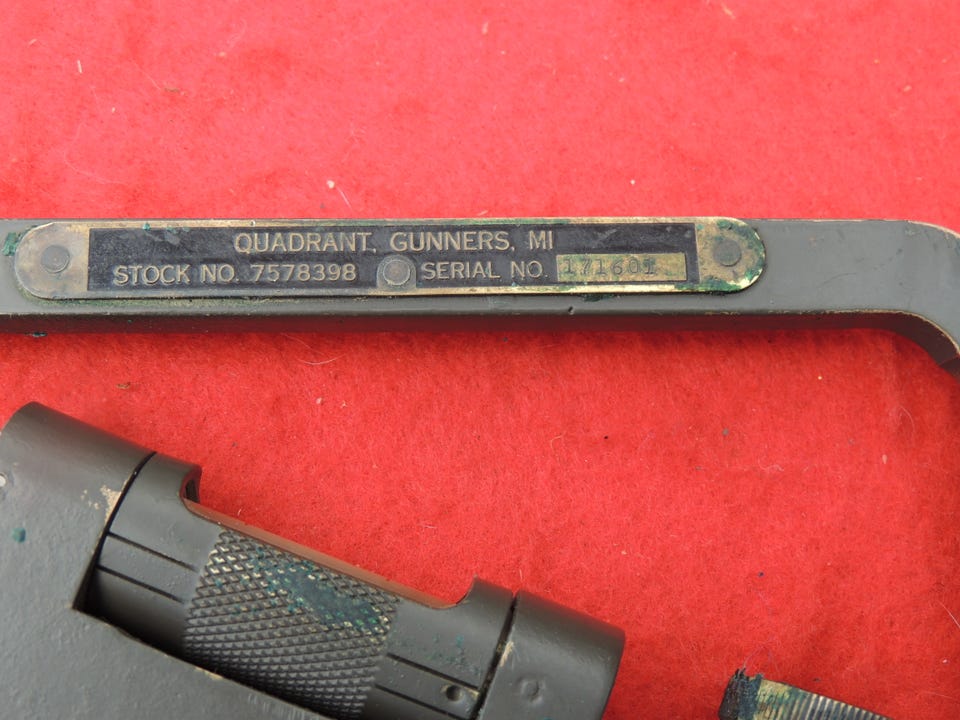 QUADRANT, GUNNERS, MI
STOCK NO. 7578398 SERIAL NO. 171601